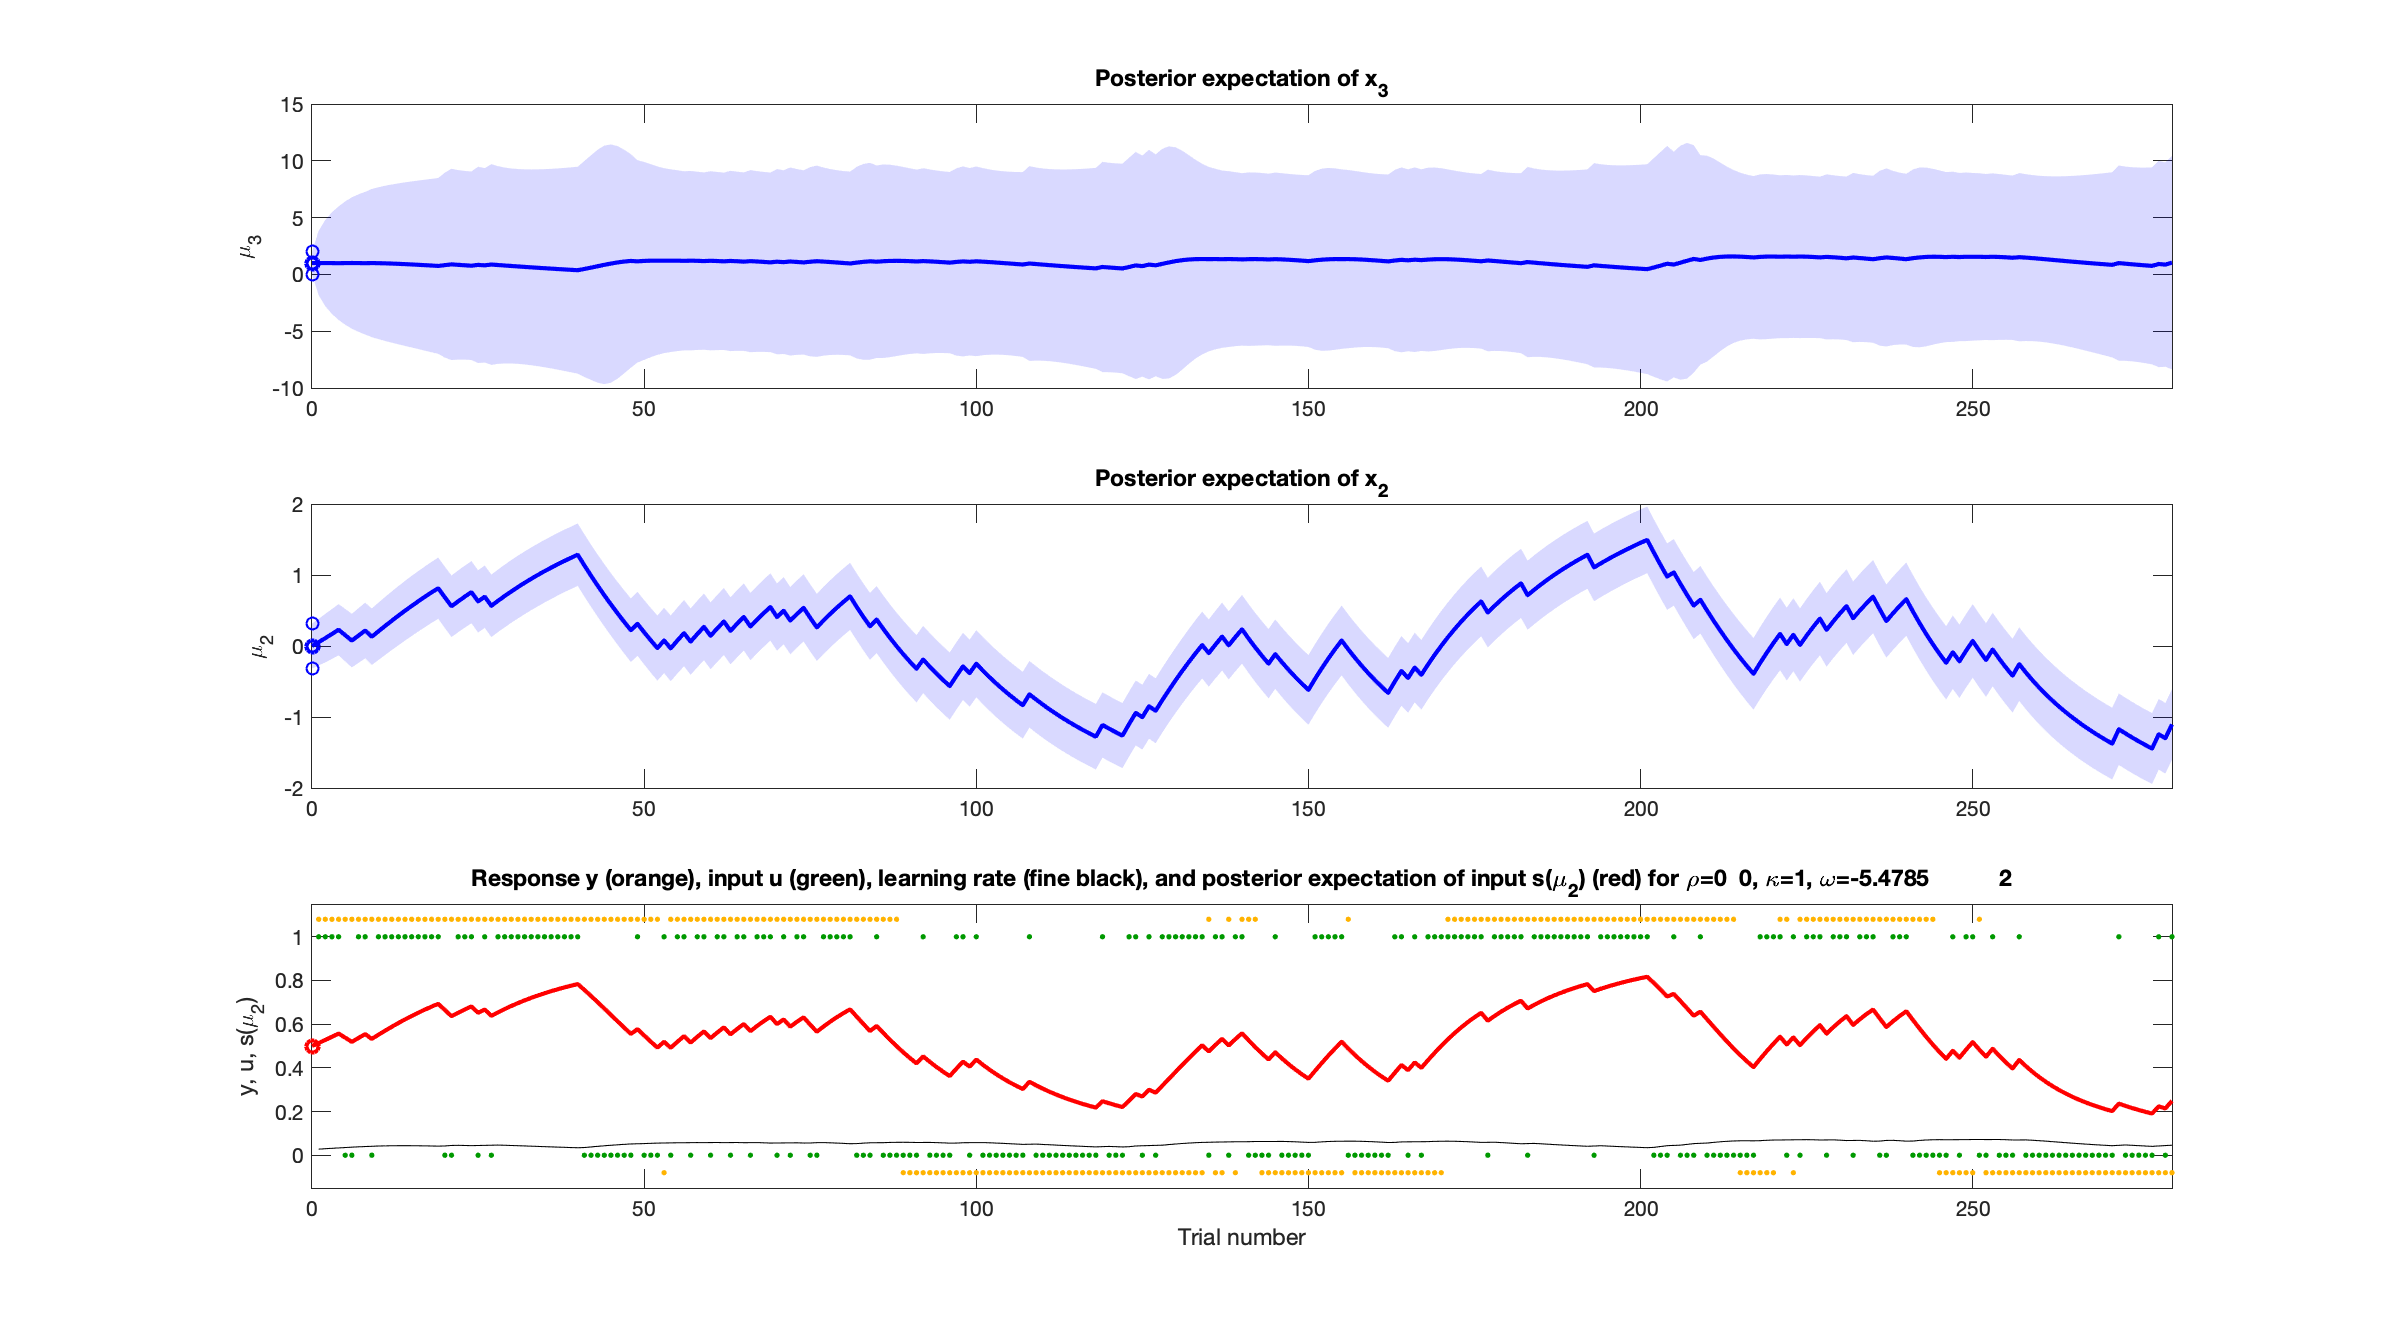 Posterior expectation of x3
15
10
5
0
-5
-10
μ3
0 50 100 150 200 250
Posterior expectation of x2
2
1
0
-1
-2
μ2
0 50 100 150 200 250
Response y (orange), input u (green), learning rate (fine black), and posterior expectation of input s(μ2) (red) for ρ=0 0, κ=1, ω=-5.4785 2
1
0.8
0.6
0.4
0.2
0
y, u, s(μ2)
0 50 100 150 200 250
Trial number